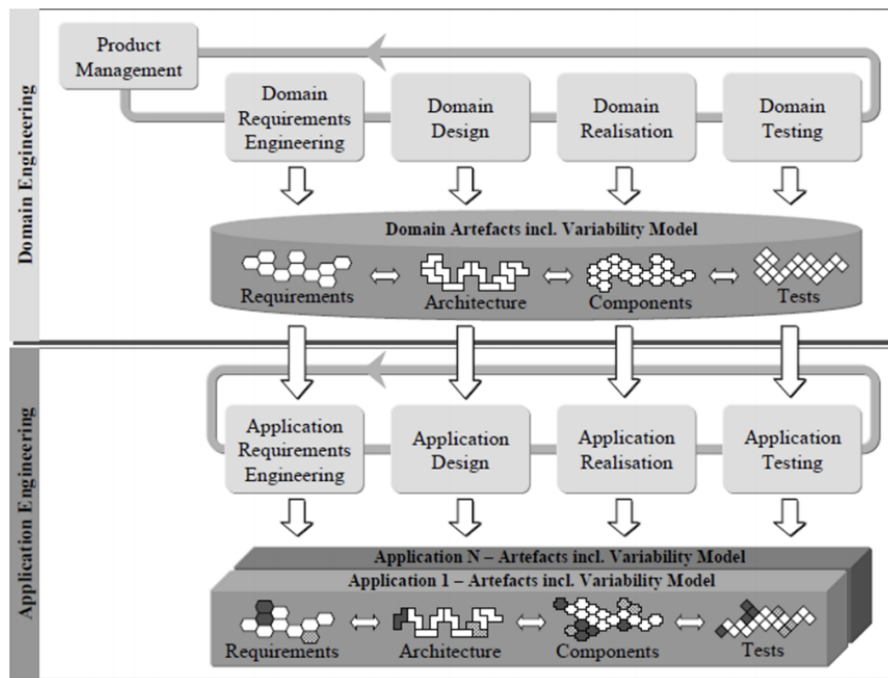 Domain Engineering
Product
Management
Domain
Requirements
Engineering
Domain
Design
Domain
Realisation
Domain
Testing
Domain Artefacts incl. Variability Model
Requirements
Architecture
Components
Tests
Application Engineering
Application
Requirements
Engineering
Application
Design
Application
Realisation
Application
Testing
Application N – Artefacts incl. Variability Model
Application 1 – Artefacts incl. Variability Model
Requirements
Architecture
Components
Tests